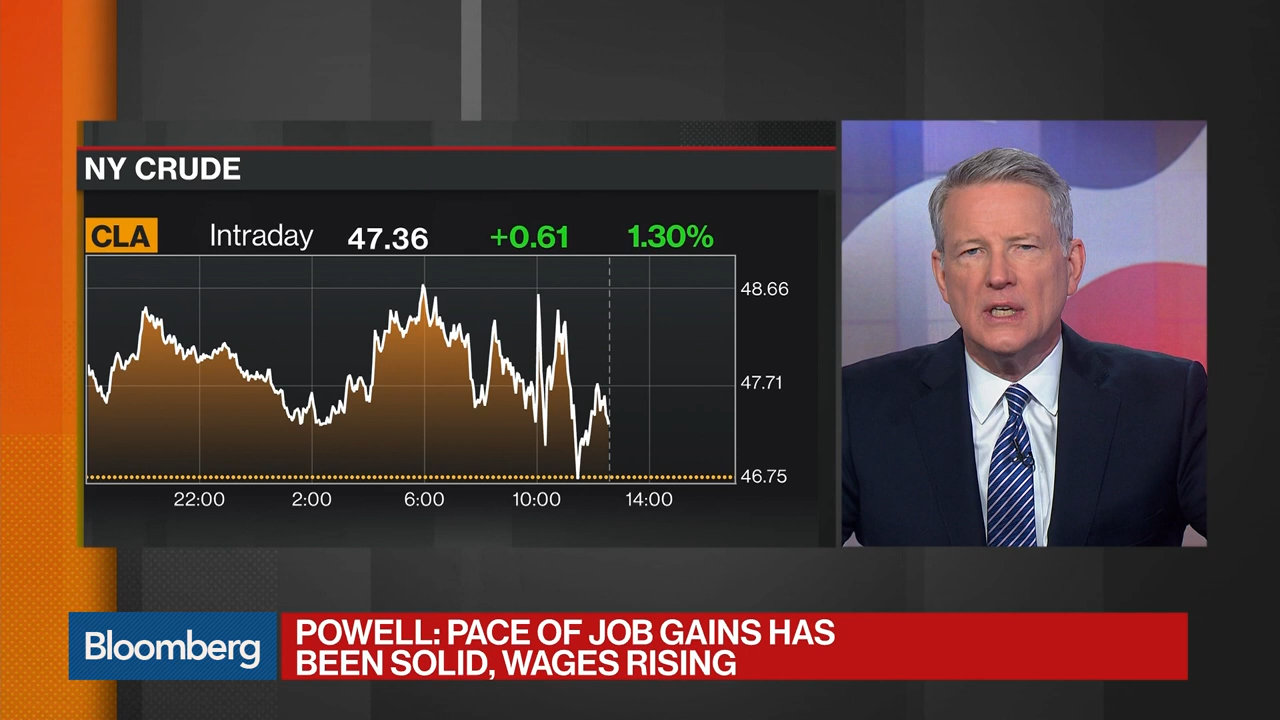 NY CRUDE
CLA Intraday 47.36 +0.61 1.30%
48.66
47.71
46.75
22:00 2:00 6:00 10:00 14:00
Bloomberg
POWELL: PACE OF JOB GAINS HAS
BEEN SOLID, WAGES RISING